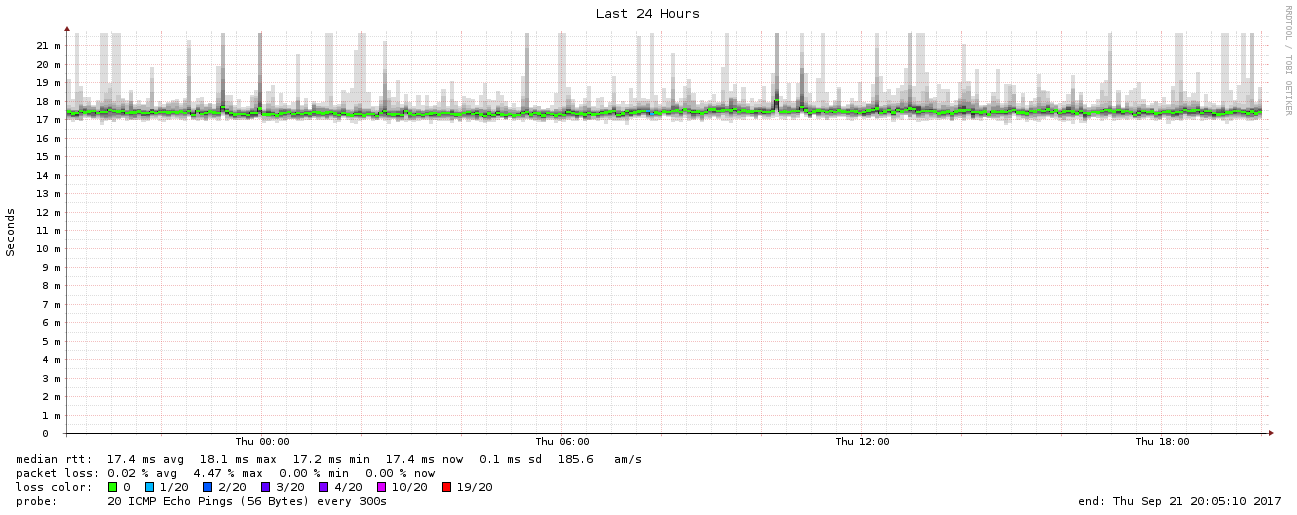 Last 24 Hours
RRDTOOL / TOBI OETIKER
Seconds
21 m
20 m
19 m
18 m
17 m
16 m
15 m
14 m
13 m
12 m
11 m
10 m
9 m
8 m
7 m
6 m
5 m
4 m
3 m
2 m
1 m
0
Thu 00:00 Thu 06:00 Thu 12:00 Thu 18:00
median rtt: 17.4 ms avg 18.1 ms max 17.2 ms min 17.4 ms now 0.1 ms sd 185.6 am/s
packet loss: 0.02 % avg 4.47 % max 0.00 % min 0.00 % now
loss color: 0 1/20 2/20 3/20 4/20 10/20 19/20
probe: 20 ICMP Echo Pings (56 Bytes) every 300s end: Thu Sep 21 20:05:10 2017